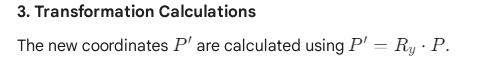 3. Transformation Calculations
The new coordinates P′ are calculated using P′ = R_y · P.